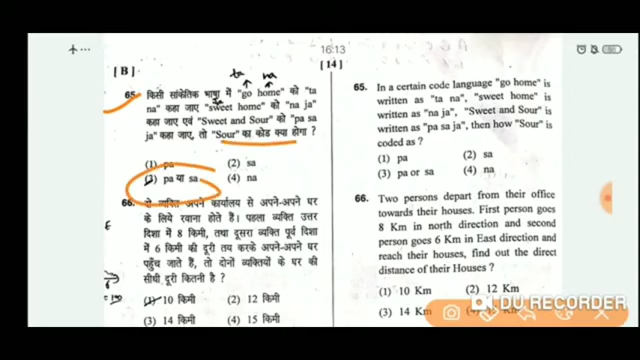 16:13
[ B ]
[ 14 ]
ta na
65. किसी सांकेतिक भाषा में "go home" को "ta
na" कहा जाए "sweet home" को "na ja"
कहा जाए एवं "Sweet and Sour" को "pa sa
ja" कहा जाए, तो "Sour" का कोड क्या होगा ?
(1) pa (2) sa
(3) pa या sa (4) na
66. दो व्यक्ति अपने कार्यालय से अपने-अपने घर
के लिये रवाना होते हैं। पहला व्यक्ति उत्तर
दिशा में 8 किमी, तथा दूसरा व्यक्ति पूर्व दिशा
में 6 किमी की दूरी तय करके अपने-अपने घर
पहुँच जाते हैं, तो दोनों व्यक्तियों के घर की
सीधी दूरी कितनी है ?
(1) 10 किमी (2) 12 किमी
(3) 14 किमी (4) 15 किमी
65. In a certain code language "go home" is
written as "ta na", "sweet home" is
written as "na ja", "Sweet and Sour" is
written as "pa sa ja", then how "Sour" is
coded as ?
(1) pa (2) sa
(3) pa or sa (4) na
66. Two persons depart from their office
towards their houses. First person goes
8 Km in north direction and second
person goes 6 Km in East direction and
reach their houses, find out the direct
distance of their Houses ?
(1) 10 Km (2) 12 Km
(3) 14 Km
DU RECORDER